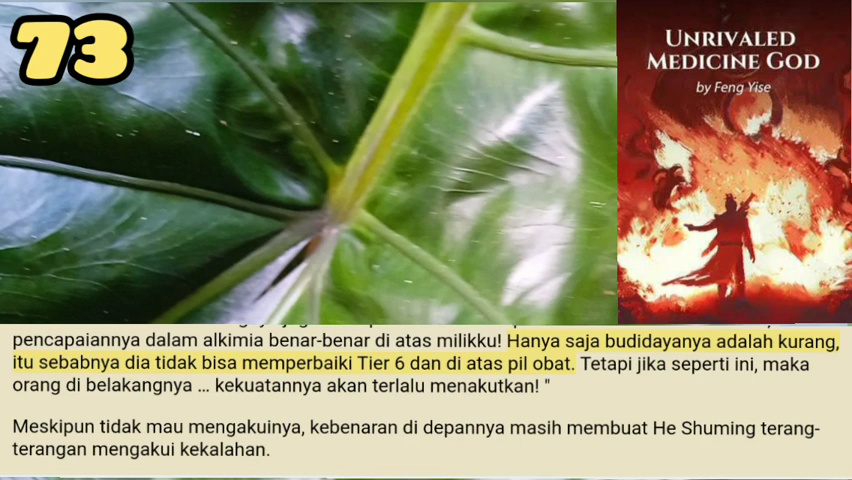 73
UNRIVALED
MEDICINE GOD
by Feng Yise
pencapaiannya dalam alkimia benar-benar di atas milikku! Hanya saja budidayanya adalah kurang,
itu sebabnya dia tidak bisa memperbaiki Tier 6 dan di atas pil obat. Tetapi jika seperti ini, maka
orang di belakangnya ... kekuatannya akan terlalu menakutkan! "
Meskipun tidak mau mengakuinya, kebenaran di depannya masih membuat He Shuming terang-
terangan mengakui kekalahan.